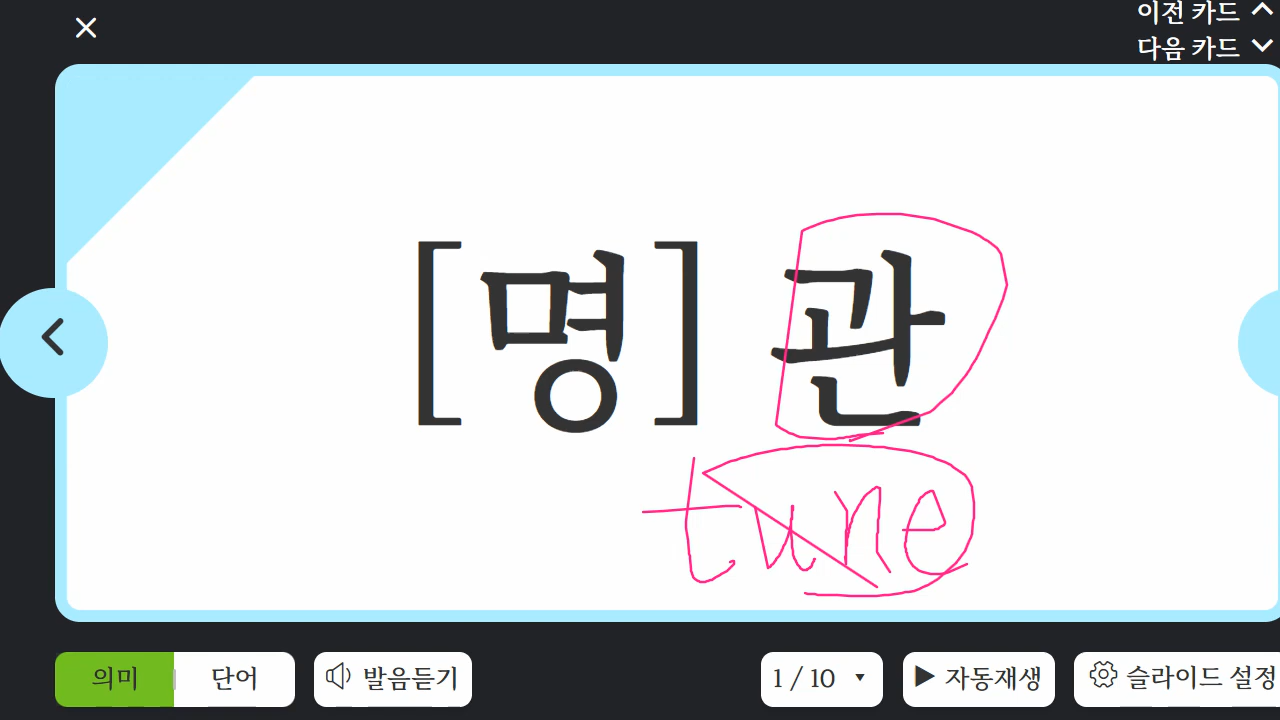 이전 카드
다음 카드
[명] 관
tune
의미 단어 발음듣기 1 / 10 자동재생 슬라이드 설정